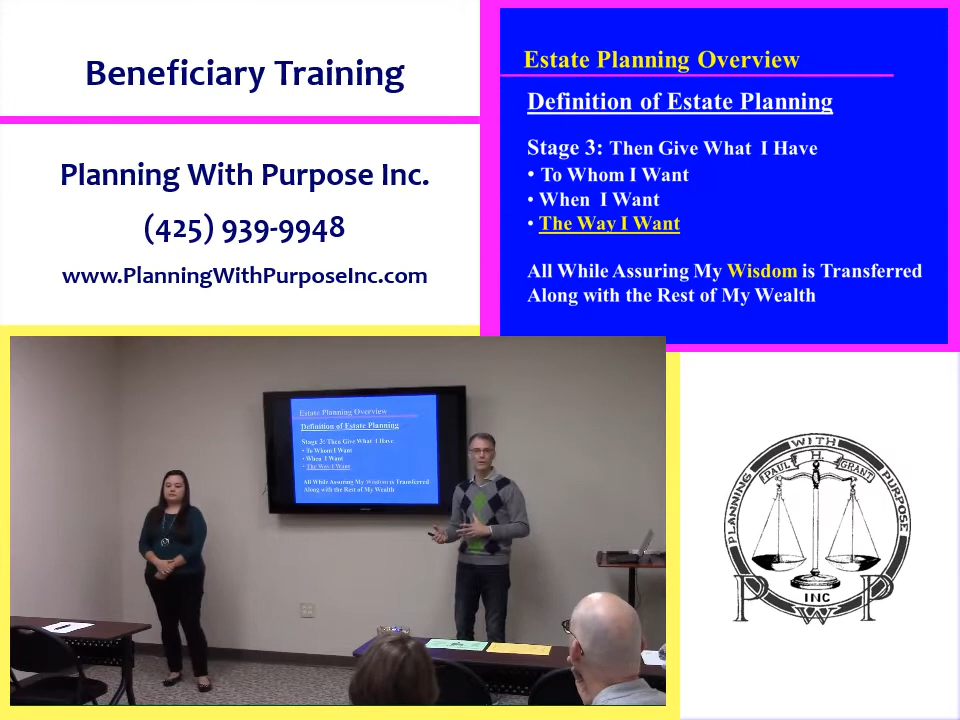 Beneficiary Training
Planning With Purpose Inc.
(425) 939-9948
www.PlanningWithPurposeInc.com
Estate Planning Overview
Definition of Estate Planning
Stage 3: Then Give What I Have
• To Whom I Want
• When I Want
• The Way I Want
All While Assuring My Wisdom is Transferred
Along with the Rest of My Wealth
Estate Planning Overview
Definition of Estate Planning
Stage 3: Then Give What I Have
• To Whom I Want
• When I Want
• The Way I Want
All While Assuring My Wisdom is Transferred
Along with the Rest of My Wealth
PLANNING WITH PURPOSE
PAUL H. GRANT
INC
PWP